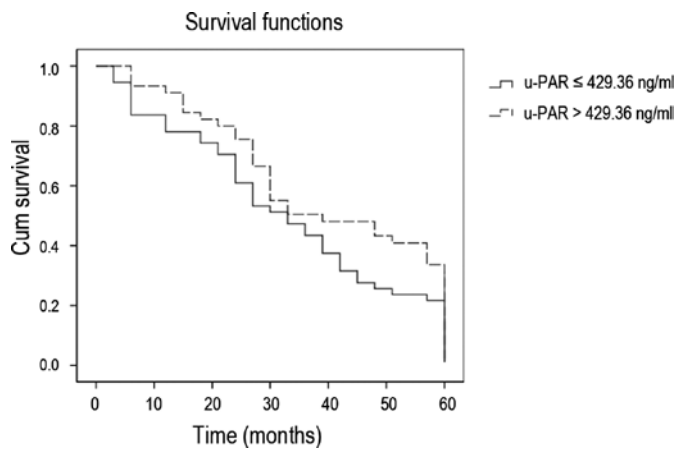 Survival functions
u-PAR ≤ 429.36 ng/ml
u-PAR > 429.36 ng/ml
Cum survival
1.0
0.8
0.6
0.4
0.2
0.0
0 10 20 30 40 50 60
Time (months)